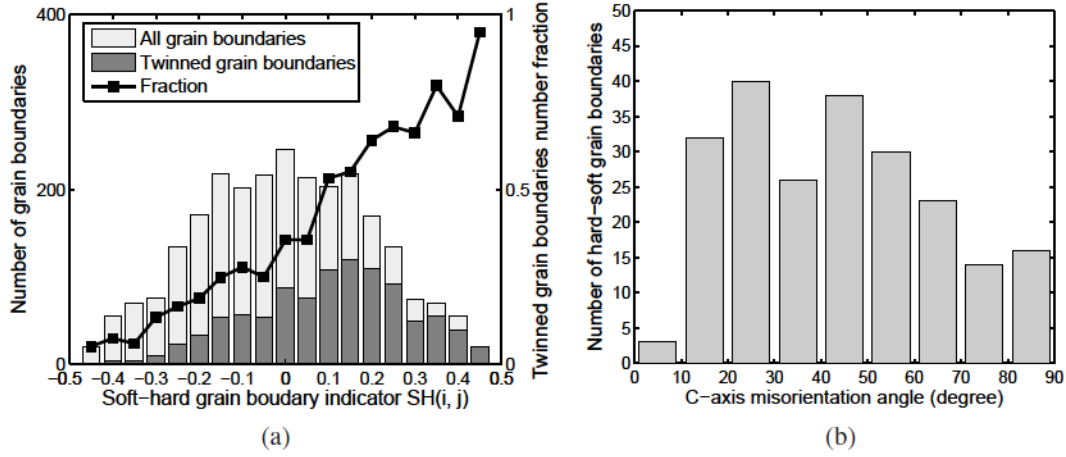 400
200
0
Number of grain boundaries
All grain boundaries
Twinned grain boundaries
Fraction
1
0.5
0
Twinned grain boundaries number fraction
−0.5 −0.4 −0.3 −0.2 −0.1 0 0.1 0.2 0.3 0.4 0.5
Soft−hard grain boudary indicator SH(i, j)
(a)
50
45
40
35
30
25
20
15
10
5
0
Number of hard−soft grain boundaries
0 10 20 30 40 50 60 70 80 90
C−axis misorientation angle (degree)
(b)